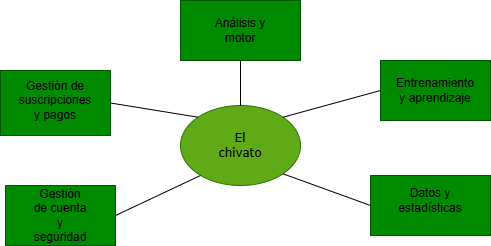 Análisis y
motor
Gestión de
suscripciones
y pagos
Entrenamiento
y aprendizaje
El
chivato
Gestión
de cuenta
y
seguridad
Datos y
estadísticas